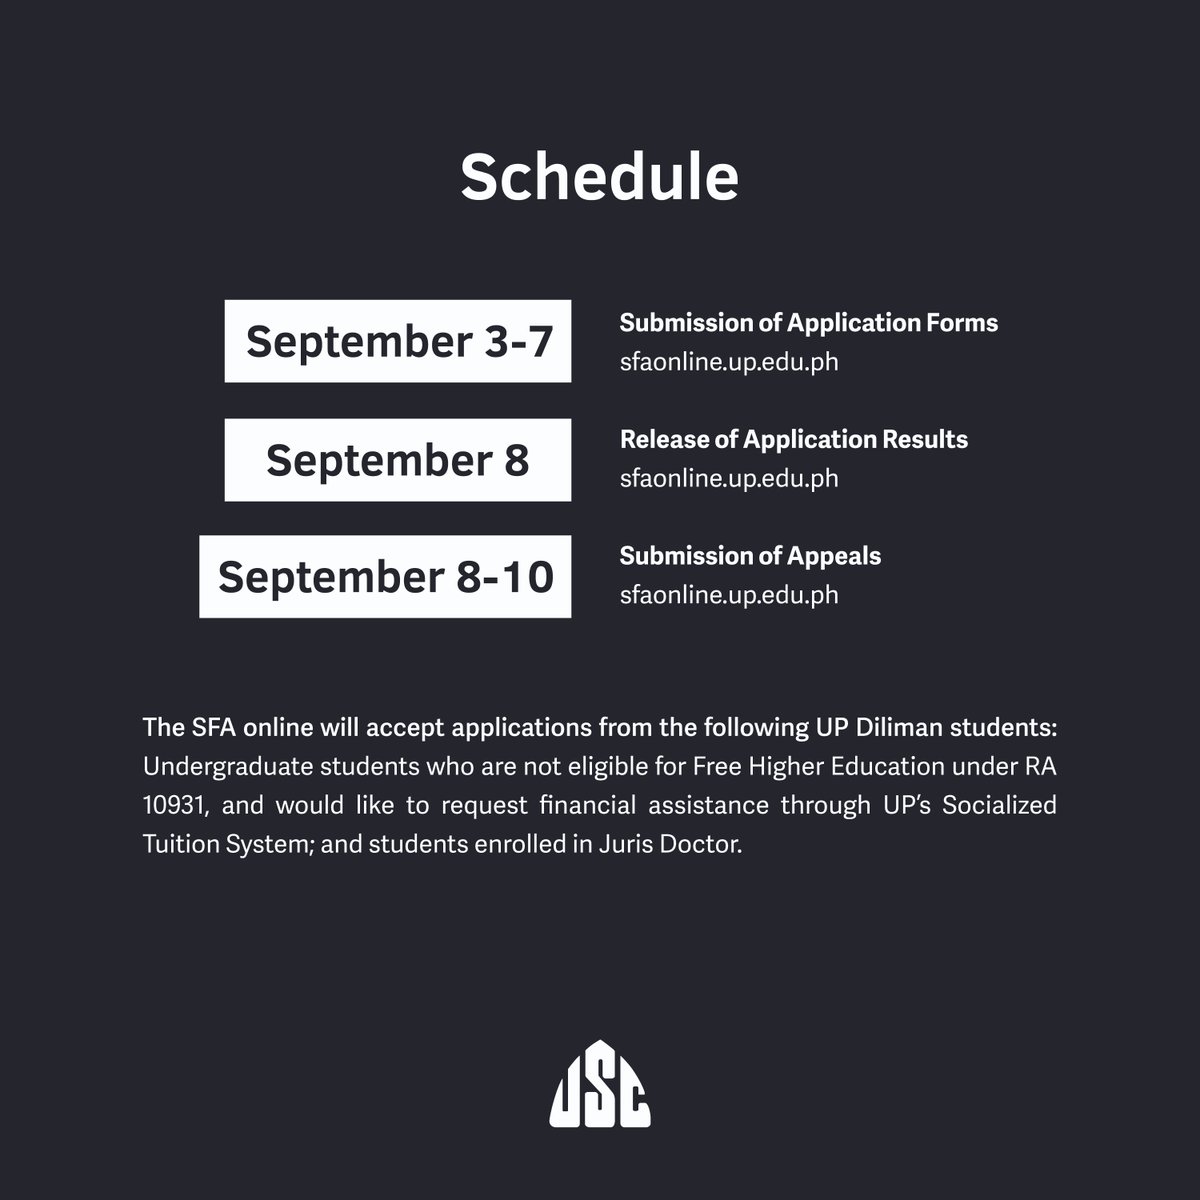 Schedule
September 3-7
Submission of Application Forms
sfaonline.up.edu.ph
September 8
Release of Application Results
sfaonline.up.edu.ph
September 8-10
Submission of Appeals
sfaonline.up.edu.ph
The SFA online will accept applications from the following UP Diliman students:
Undergraduate students who are not eligible for Free Higher Education under RA
10931, and would like to request financial assistance through UP’s Socialized
Tuition System; and students enrolled in Juris Doctor.
USC